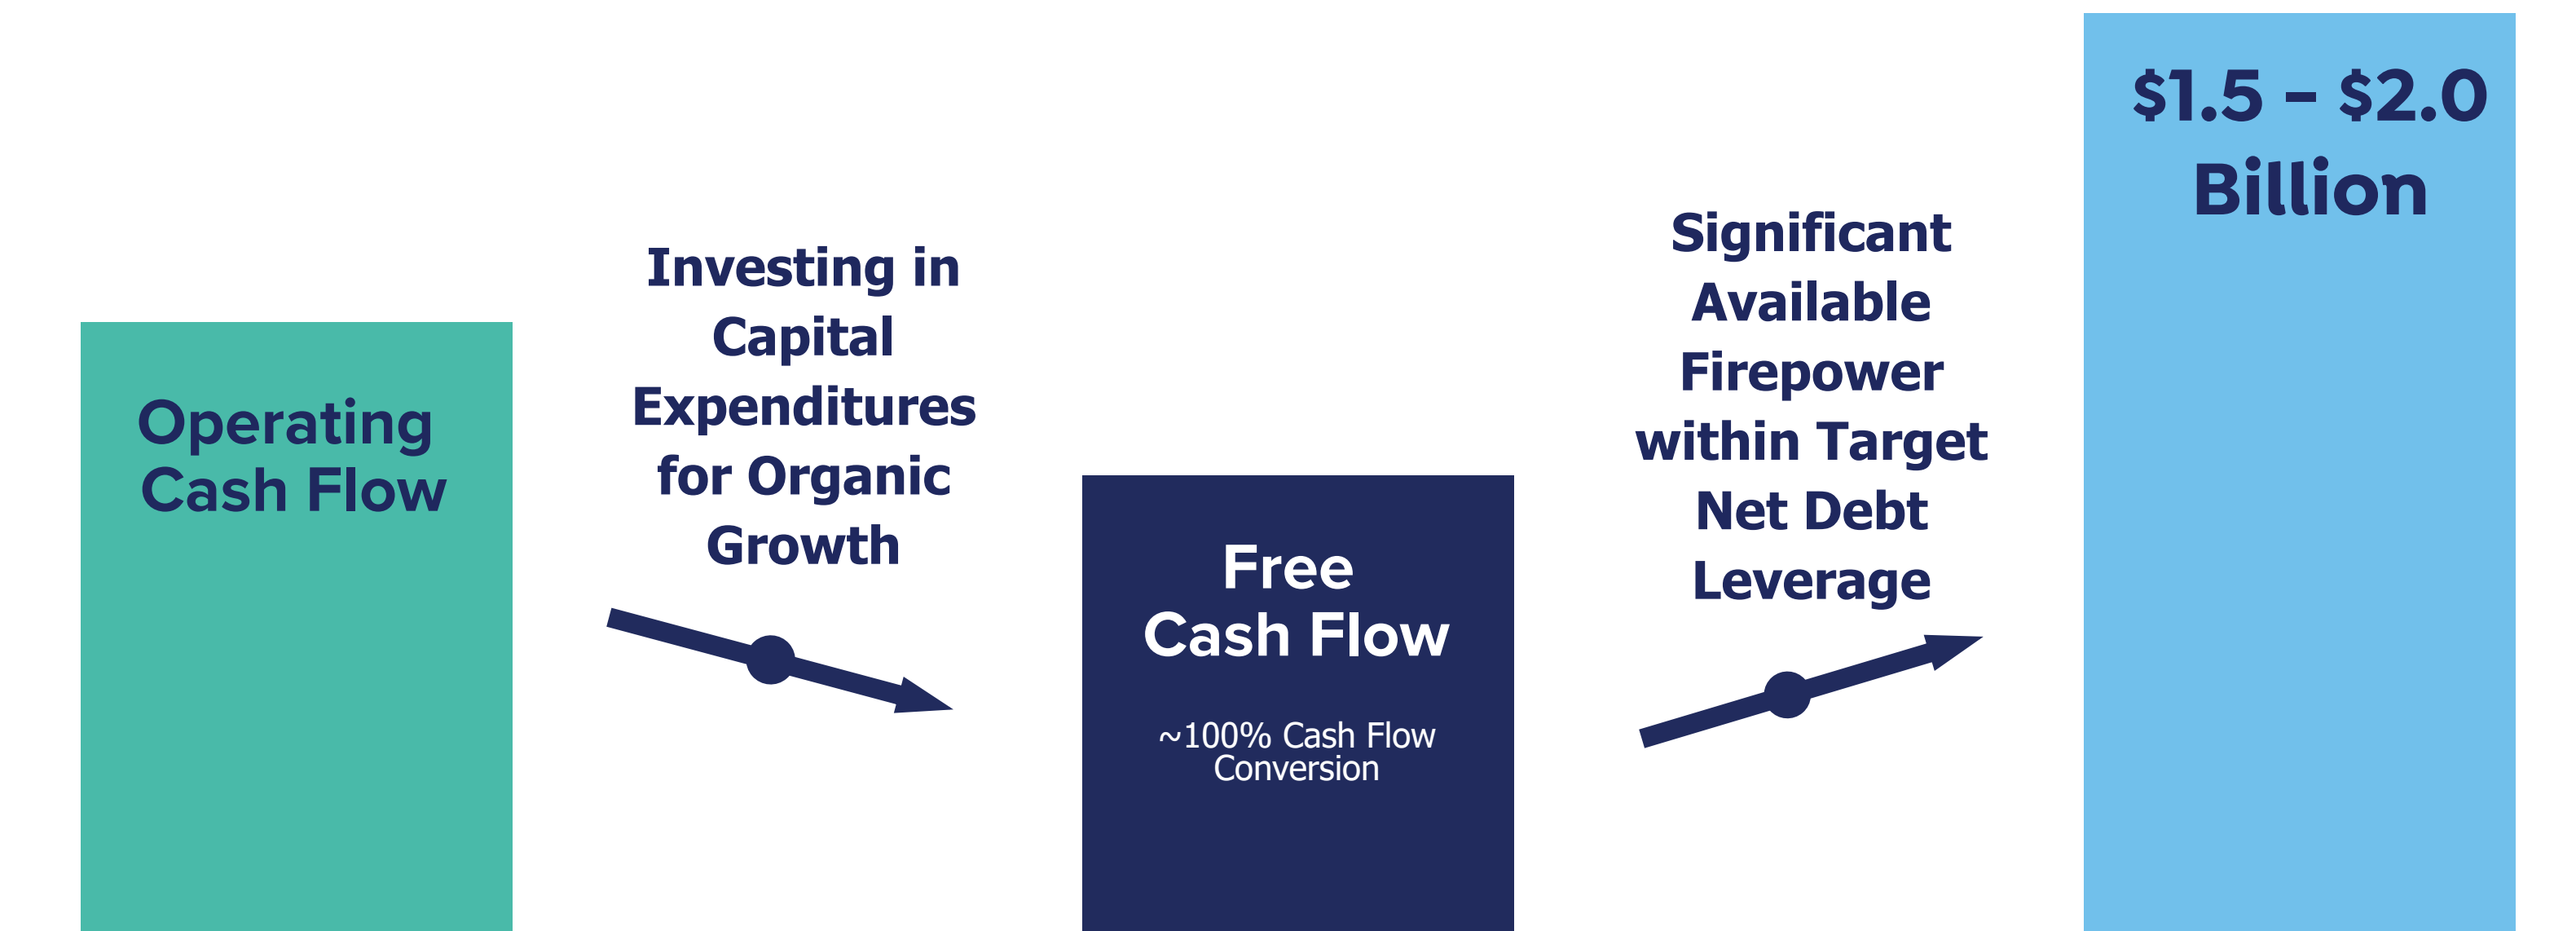 Operating
Cash Flow
Investing in
Capital
Expenditures
for Organic
Growth
Free
Cash Flow
~100% Cash Flow
Conversion
Significant
Available
Firepower
within Target
Net Debt
Leverage
$1.5 – $2.0
Billion